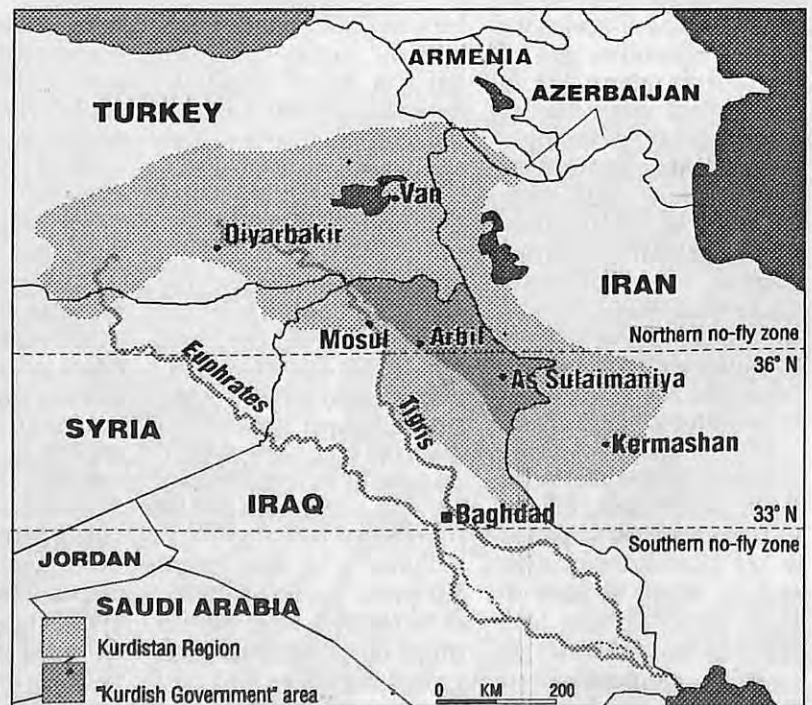 ARMENIA
AZERBAIJAN
TURKEY
Van
Diyarbakir
IRAN
Northern no-fly zone
Mosul
Arbil
36° N
As Sulaimaniya
Euphrates
Tigris
SYRIA
Kermashan
IRAQ
Baghdad
33° N
Southern no-fly zone
JORDAN
SAUDI ARABIA
Kurdistan Region
"Kurdish Government" area
0 KM 200